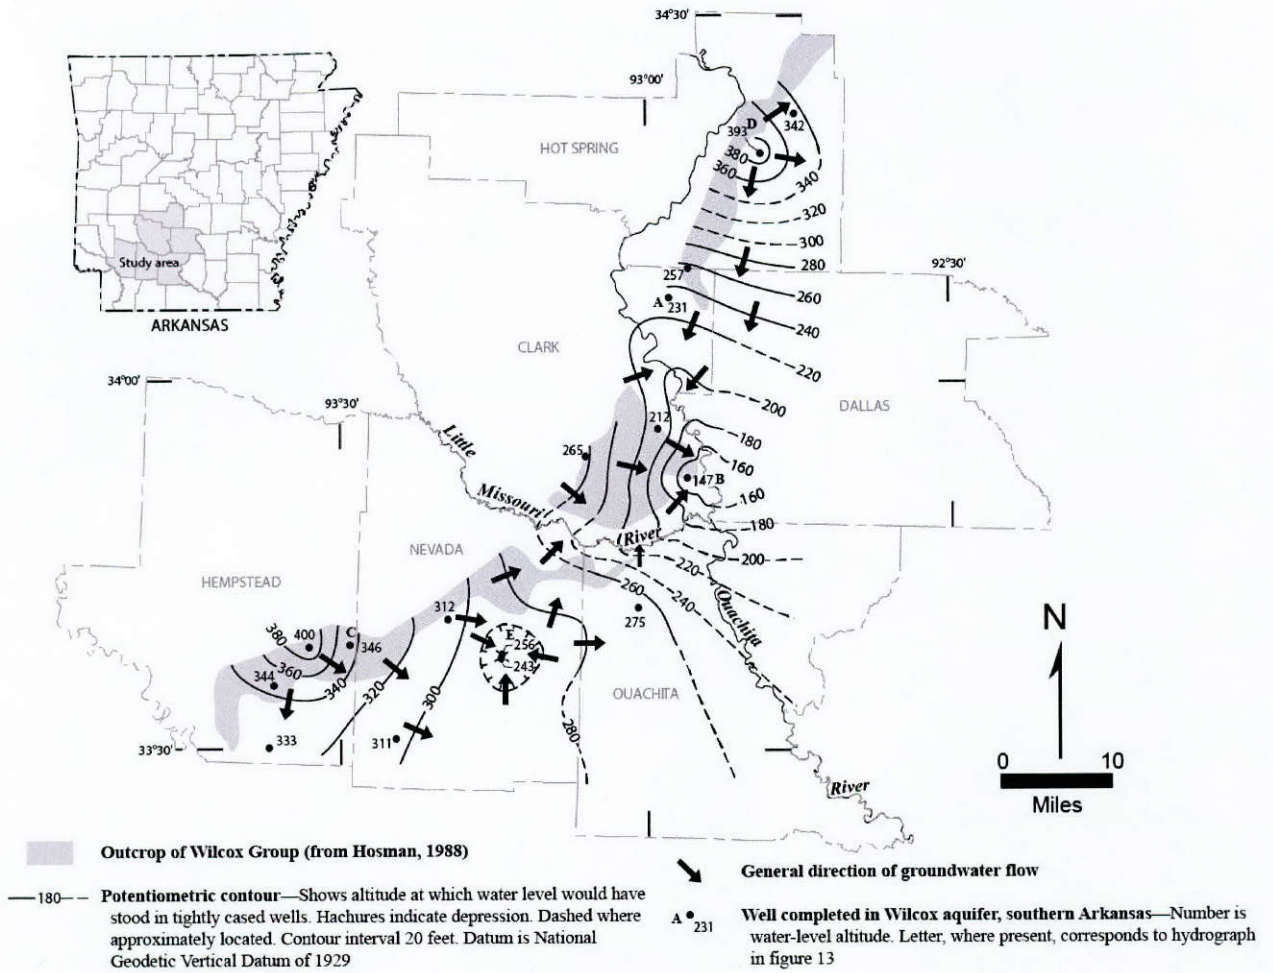 34°30'
93°00'
393
D
342
380
360
340
HOT SPRING
320
300
280
92°30'
257
260
A
231
240
Study area
ARKANSAS
CLARK
220
34°00'
93°30'
200
DALLAS
212
180
Little
265
160
147 B
Missouri
160
180
River
200
NEVADA
220
HEMPSTEAD
260
240
Ouachita
N
312
275
380
400
C
346
E
256
243
360
344
340
320
300
OUACHITA
280
333
311
33°30'
0 10
Miles
River
Outcrop of Wilcox Group (from Hosman, 1988)
General direction of groundwater flow
180
Potentiometric contour—Shows altitude at which water level would have
stood in tightly cased wells. Hachures indicate depression. Dashed where
approximately located. Contour interval 20 feet. Datum is National
Geodetic Vertical Datum of 1929
A 231
Well completed in Wilcox aquifer, southern Arkansas—Number is
water-level altitude. Letter, where present, corresponds to hydrograph
in figure 13